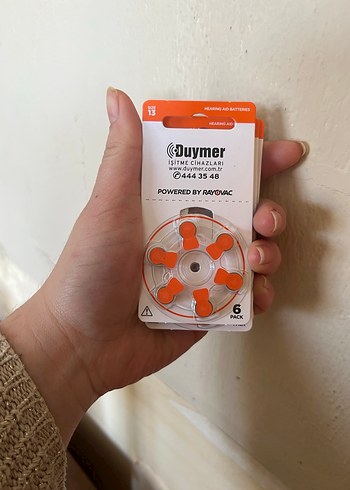 SIZE
13
HEARING AID BATTERIES
HEARING AID
Duymer
İŞİTME CİHAZLARI
www.duymer.com.tr
444 35 48
POWERED BY RAYOVAC
6
PACK